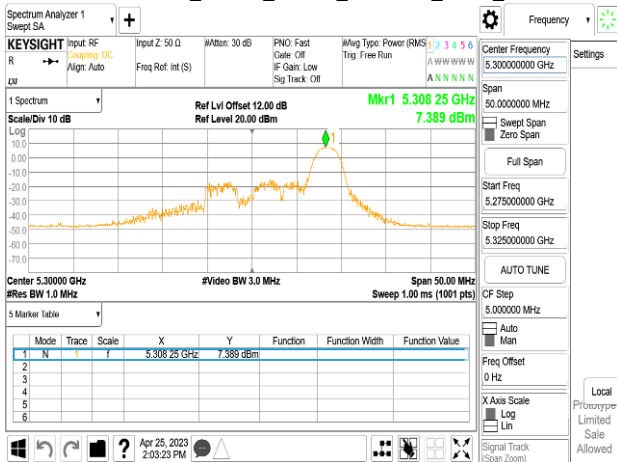 Spectrum Analyzer 1
Swept SA
Frequency
KEYSIGHT
R
Input: RF
Coupling: DC
Align: Auto
Input Z: 50 Ω
Freq Ref: Int (S)
#Atten: 30 dB
PNO: Fast
Gate: Off
IF Gain: Low
Sig Track: Off
#Avg Type: Power (RMS
Trig: Free Run
1 2 3 4 5 6
A W W W W W
A N N N N N
1 Spectrum
Scale/Div 10 dB
Log
Ref Lvl Offset 12.00 dB
Ref Level 20.00 dBm
Mkr1 5.308 25 GHz
7.389 dBm
1
10.0
0.00
-10.0
-20.0
-30.0
-40.0
-50.0
-60.0
-70.0
Center 5.30000 GHz
#Res BW 1.0 MHz
#Video BW 3.0 MHz
Span 50.00 MHz
Sweep 1.00 ms (1001 pts)
5 Marker Table
Mode Trace Scale X Y Function Function Width Function Value
1 N 1 f 5.308 25 GHz 7.389 dBm
2
3
4
5
6
Apr 25, 2023
2:03:23 PM
Center Frequency
5.300000000 GHz
Settings
Span
50.0000000 MHz
Swept Span
Zero Span
Full Span
Start Freq
5.275000000 GHz
Stop Freq
5.325000000 GHz
AUTO TUNE
CF Step
5.000000 MHz
Auto
Man
Freq Offset
0 Hz
X Axis Scale
Log
Lin
Signal Track
(Span Zoom)
Local
Prototype
Limited
Sale
Allowed